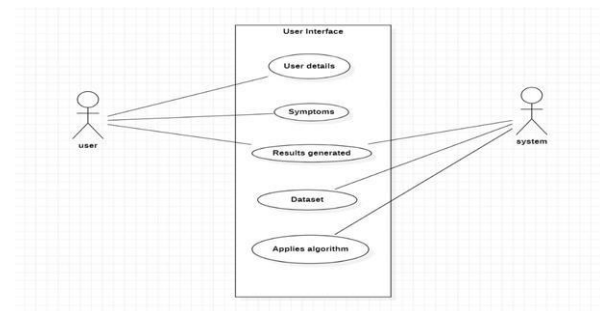 User Interface
User details
Symptoms
user
Results generated
system
Dataset
Applies algorithm